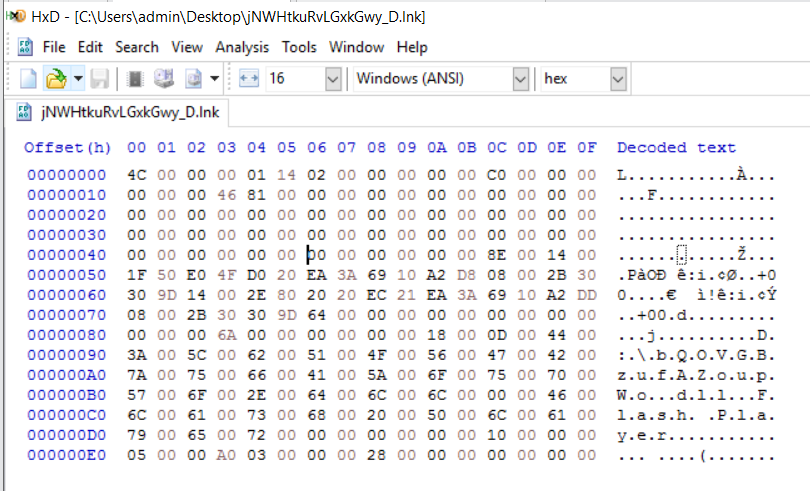 HxD - [C:\Users\admin\Desktop\jNWHtkuRvLGxkGwy_D.lnk]
File Edit Search View Analysis Tools Window Help
16 Windows (ANSI) hex
jNWHtkuRvLGxkGwy_D.lnk
Offset(h) 00 01 02 03 04 05 06 07 08 09 0A 0B 0C 0D 0E 0F Decoded text
00000000 4C 00 00 00 01 14 02 00 00 00 00 00 C0 00 00 00 L...........À...
00000010 00 00 00 46 81 00 00 00 00 00 00 00 00 00 00 00 ...F............
00000020 00 00 00 00 00 00 00 00 00 00 00 00 00 00 00 00 ................
00000030 00 00 00 00 00 00 00 00 00 00 00 00 00 00 00 00 ................
00000040 00 00 00 00 00 00 00 00 00 00 00 00 8E 00 14 00 ............Ž...
00000050 1F 50 E0 4F D0 20 EA 3A 69 10 A2 D8 08 00 2B 30 .PàOÐ ê:i.¢Ø..+0
00000060 30 9D 14 00 2E 80 20 20 EC 21 EA 3A 69 10 A2 DD 0....€  ì!ê:i.¢Ý
00000070 08 00 2B 30 30 9D 64 00 00 00 00 00 00 00 00 00 ..+00.d.........
00000080 00 00 00 6A 00 00 00 00 00 00 18 00 0D 00 44 00 ...j..........D.
00000090 3A 00 5C 00 62 00 51 00 4F 00 56 00 47 00 42 00 :.\.b.Q.O.V.G.B.
000000A0 7A 00 75 00 66 00 41 00 5A 00 6F 00 75 00 70 00 z.u.f.A.Z.o.u.p.
000000B0 57 00 6F 00 2E 00 64 00 6C 00 6C 00 00 00 46 00 W.o...d.l.l...F.
000000C0 6C 00 61 00 73 00 68 00 20 00 50 00 6C 00 61 00 l.a.s.h. .P.l.a.
000000D0 79 00 65 00 72 00 00 00 00 00 00 00 10 00 00 00 y.e.r...........
000000E0 05 00 00 A0 03 00 00 00 28 00 00 00 00 00 00 00 ... ....(.......